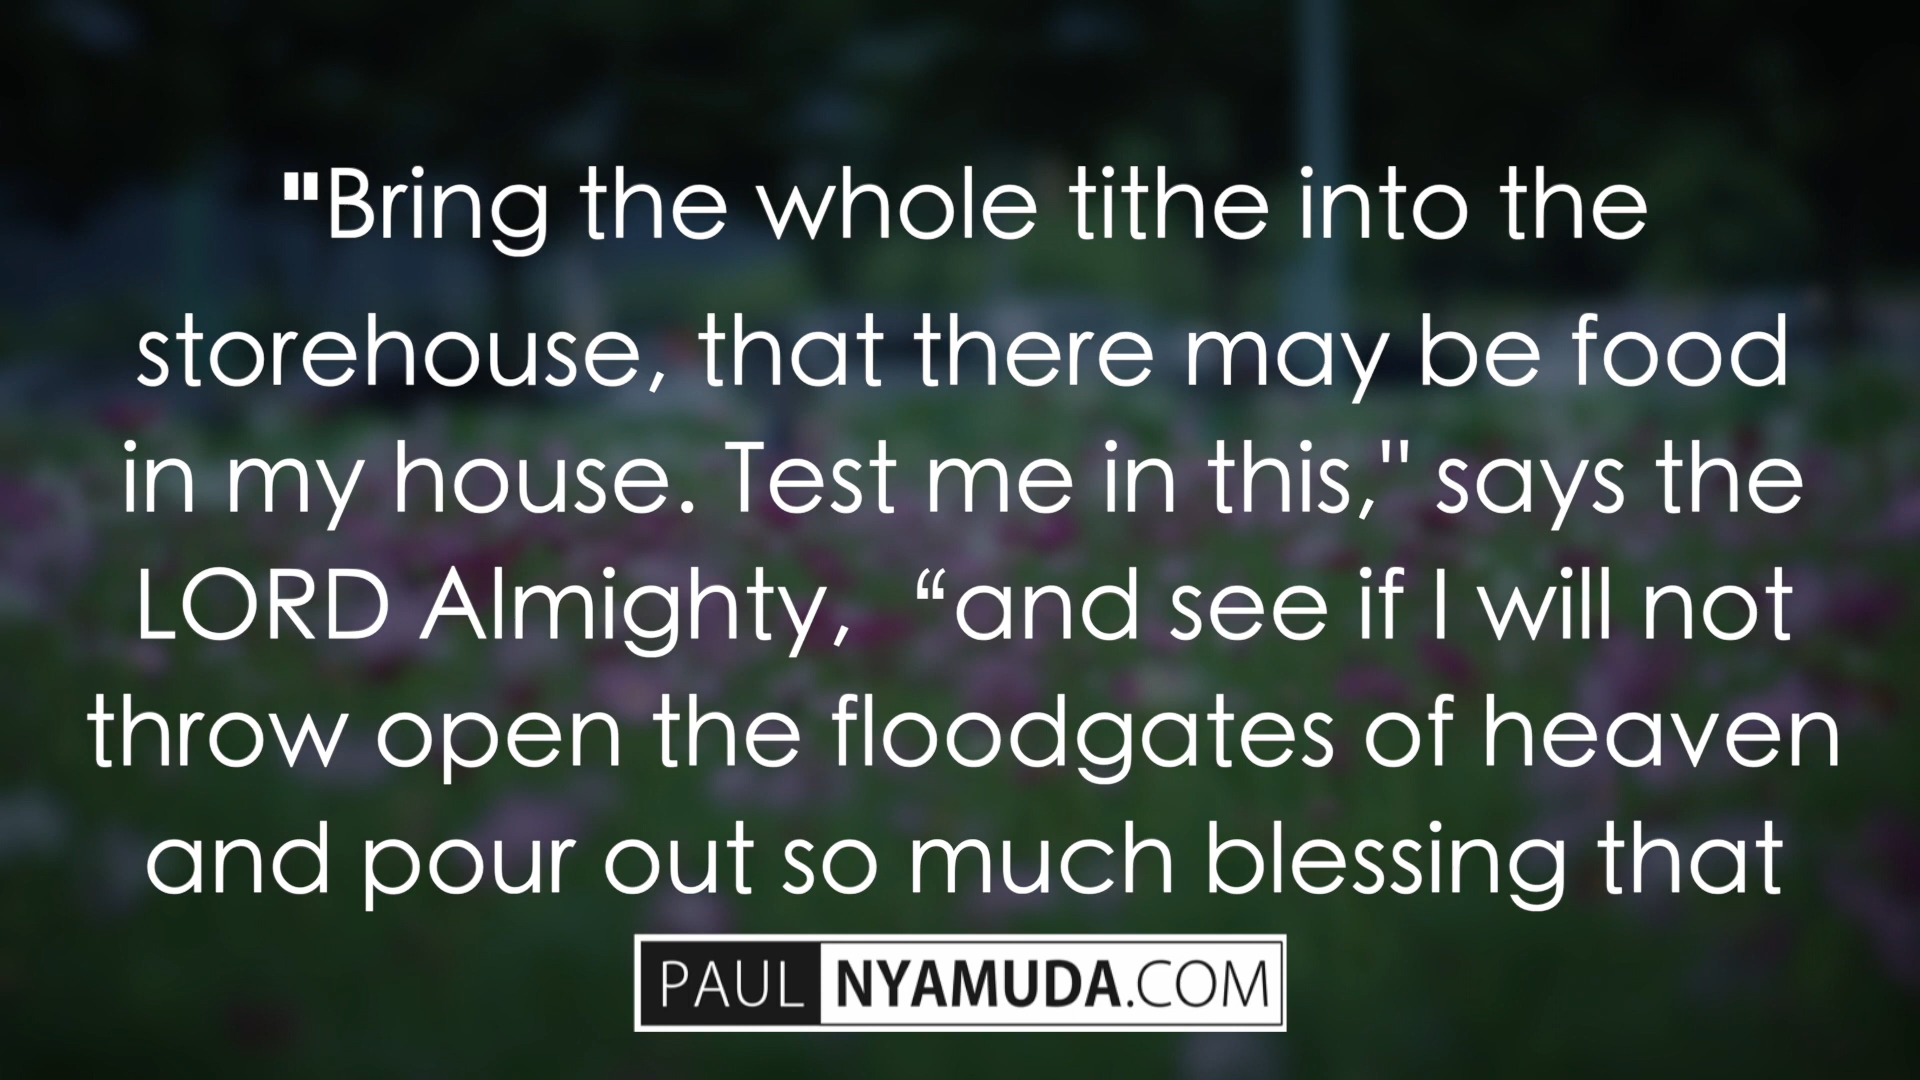 "Bring the whole tithe into the
storehouse, that there may be food
in my house. Test me in this," says the
LORD Almighty, “and see if I will not
throw open the floodgates of heaven
and pour out so much blessing that
PAUL NYAMUDA.COM